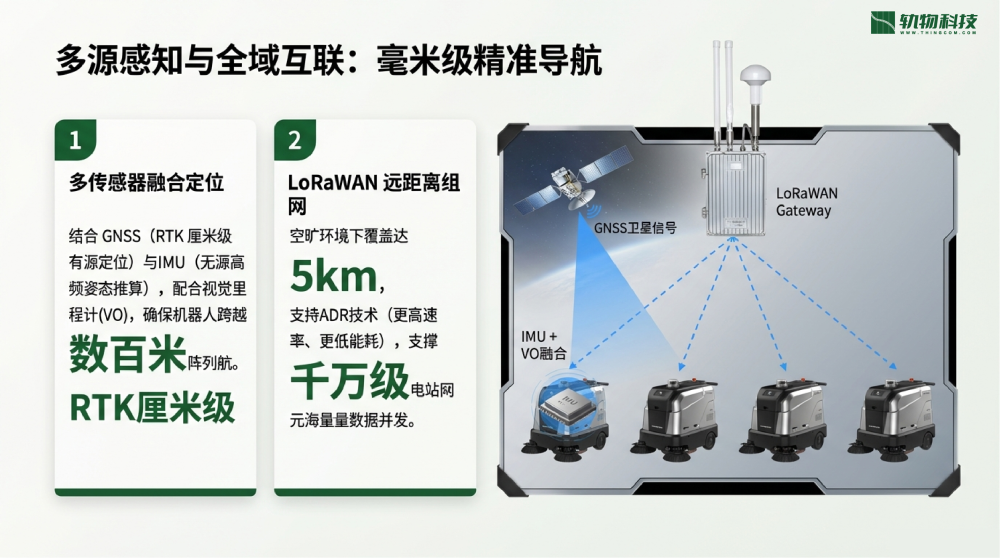 轨物科技
WWW.THINGCOM.COM
多源感知与全域互联：毫米级精准导航
1
多传感器融合定位
结合 GNSS（RTK 厘米级
有源定位）与IMU（无源高
频姿态推算），配合视觉里
程计(VO)，确保机器人跨越
数百米阵列航。
RTK厘米级
2
LoRaWAN 远距离组
网
空旷环境下覆盖达
5km，
支持ADR技术（更高速
率、更低能耗），支撑
千万级电站网
元海量量数据并发。
GNSS卫星信号
LoRaWAN
Gateway
IMU +
VO融合
IMU